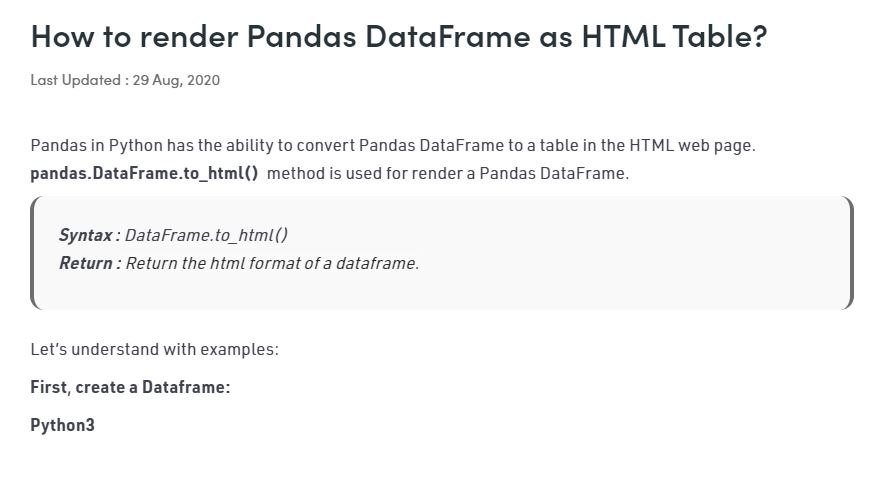 How to render Pandas DataFrame as HTML Table?
Last Updated : 29 Aug, 2020
Pandas in Python has the ability to convert Pandas DataFrame to a table in the HTML web page.
pandas.DataFrame.to_html() method is used for render a Pandas DataFrame.
Syntax : DataFrame.to_html()
Return : Return the html format of a dataframe.
Let’s understand with examples:
First, create a Dataframe:
Python3